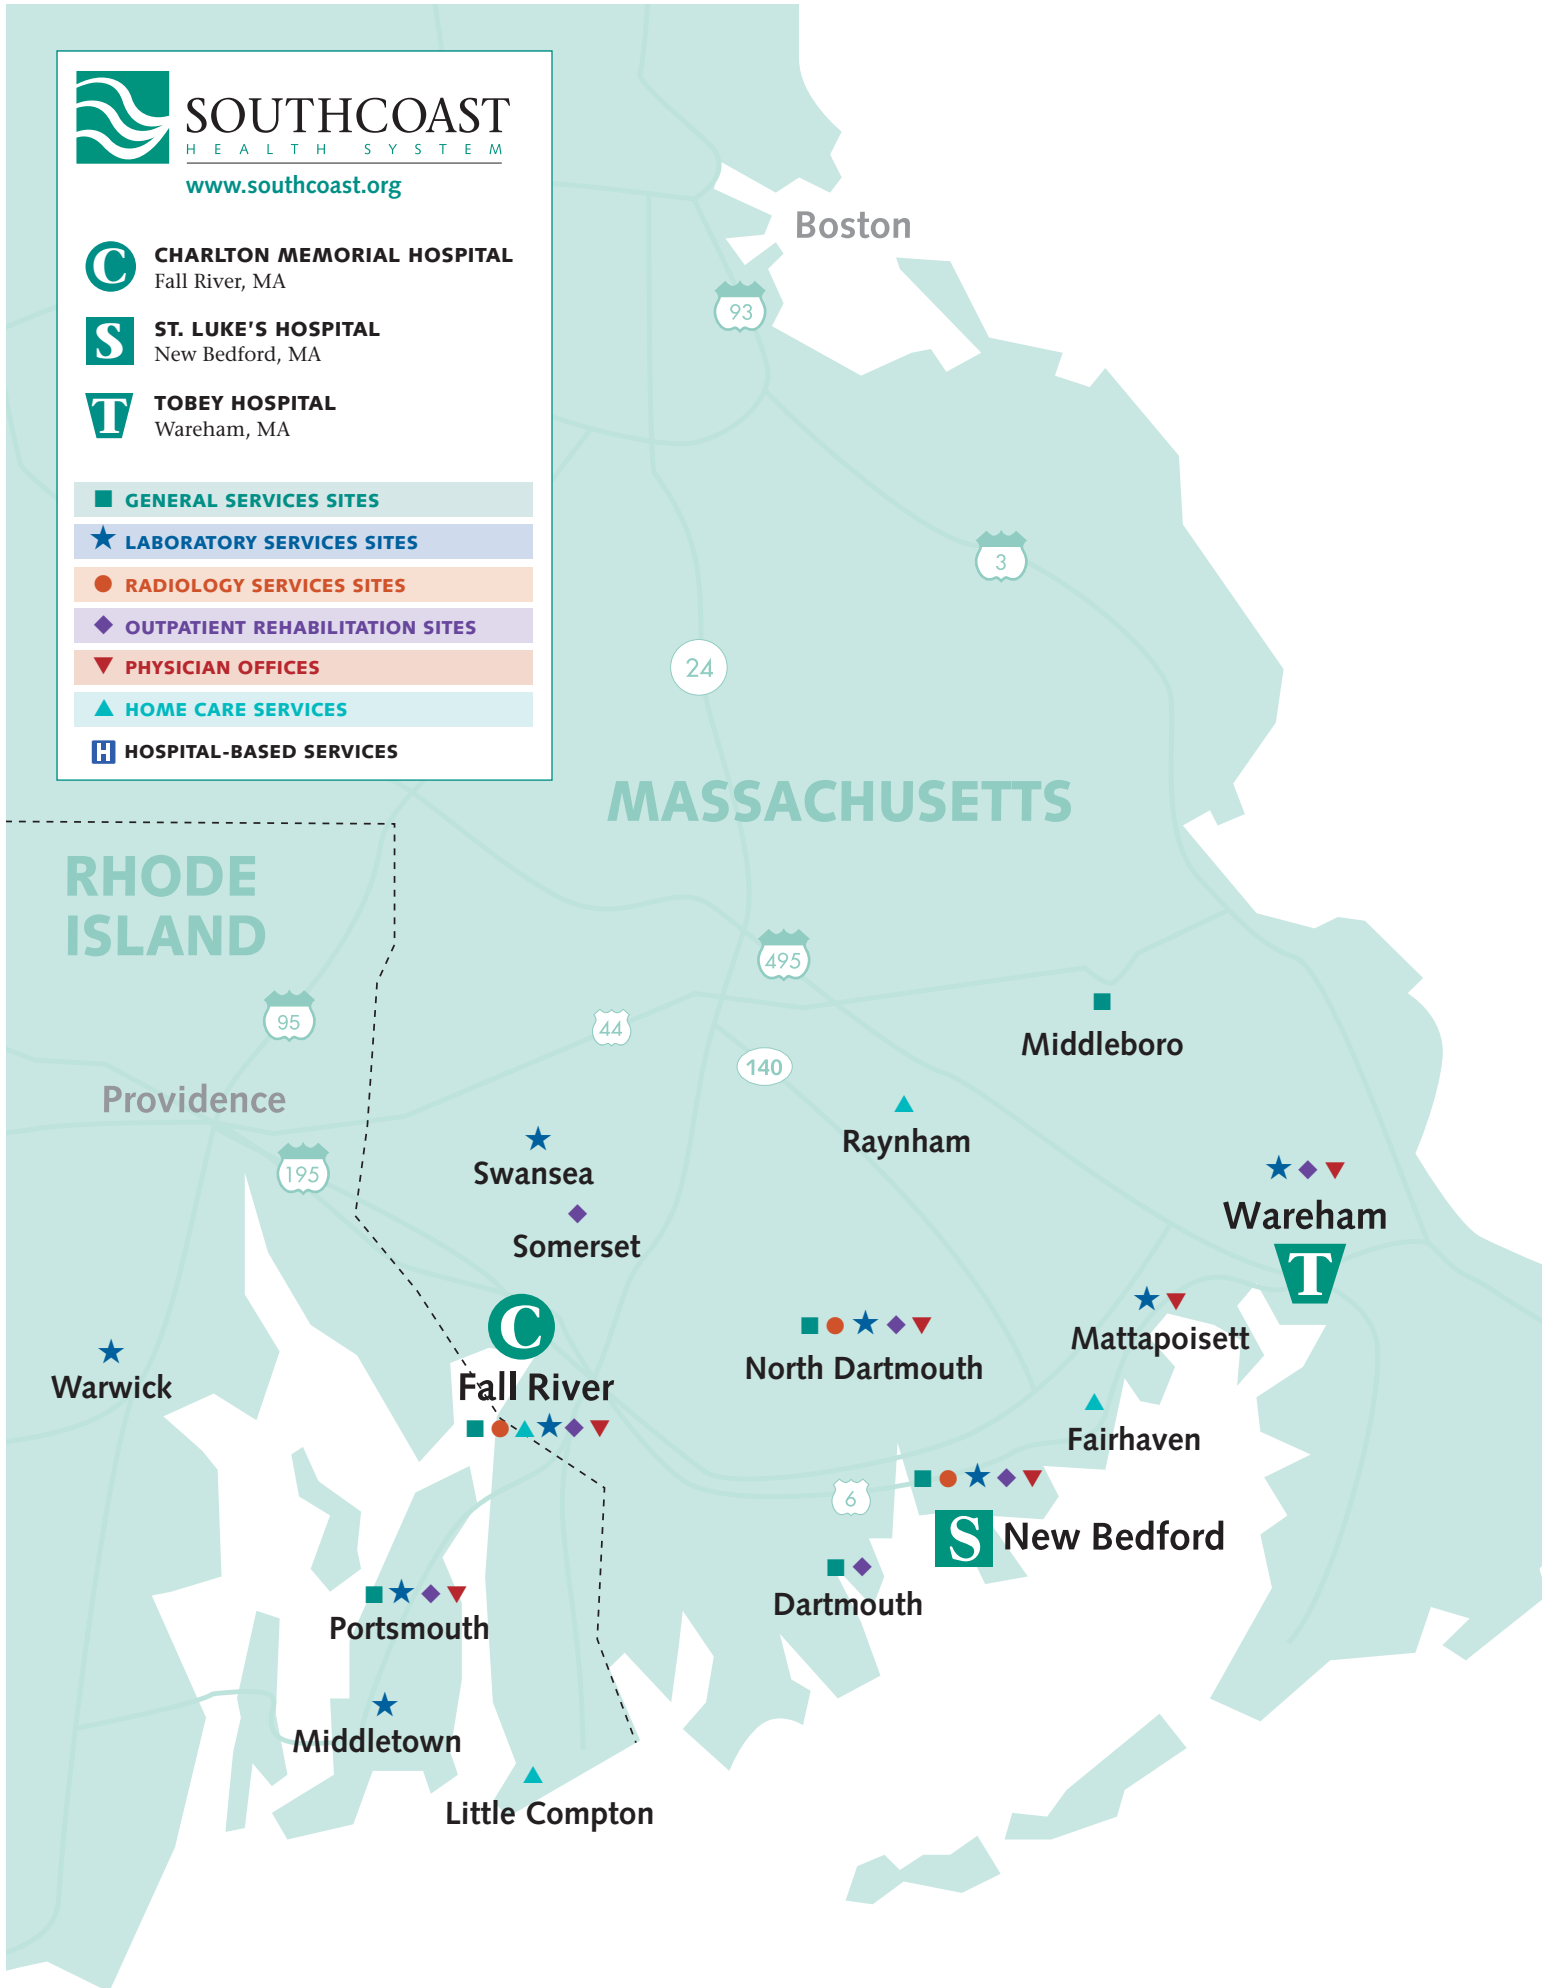 SOUTHCOAST
HEALTH SYSTEM
www.southcoast.org
C
CHARLTON MEMORIAL HOSPITAL
Fall River, MA
S
ST. LUKE'S HOSPITAL
New Bedford, MA
T
TOBEY HOSPITAL
Wareham, MA
GENERAL SERVICES SITES
LABORATORY SERVICES SITES
RADIOLOGY SERVICES SITES
OUTPATIENT REHABILITATION SITES
PHYSICIAN OFFICES
HOME CARE SERVICES
H HOSPITAL-BASED SERVICES
Boston
93
3
24
MASSACHUSETTS
RHODE
ISLAND
495
95
44
Middleboro
140
Providence
Raynham
Swansea
195
Wareham
T
Somerset
C
Mattapoisett
North Dartmouth
Warwick
Fall River
Fairhaven
6
S
New Bedford
Dartmouth
Portsmouth
Middletown
Little Compton